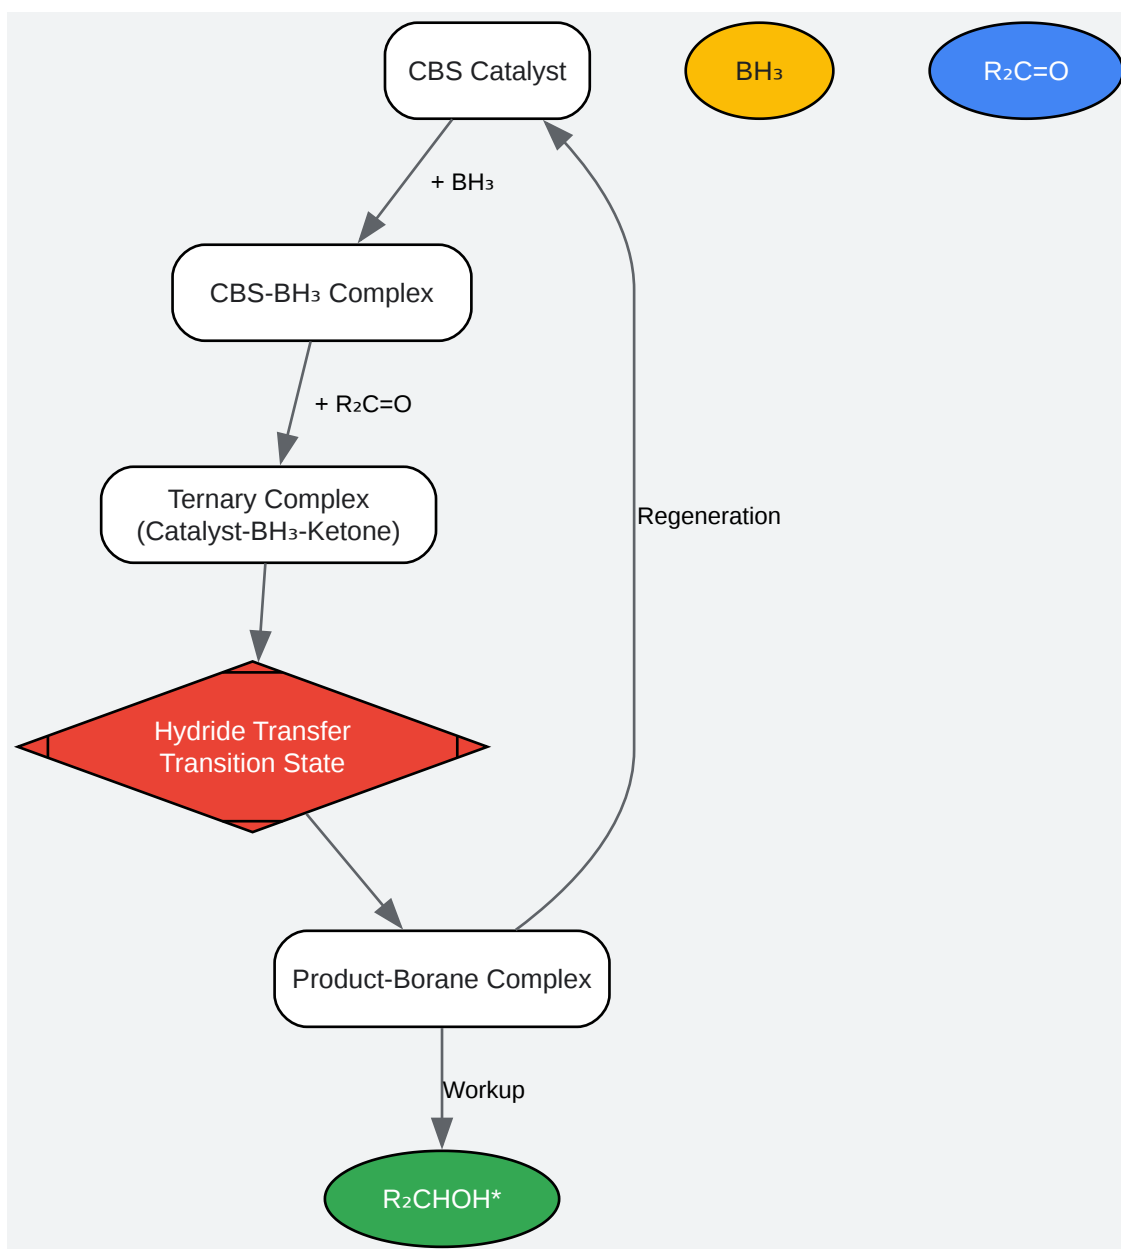 CBS Catalyst
BH₃
R₂C=O
+ BH₃
CBS-BH₃ Complex
+ R₂C=O
Ternary Complex
(Catalyst-BH₃-Ketone)
Regeneration
Hydride Transfer
Transition State
Product-Borane Complex
Workup
R₂CHOH*